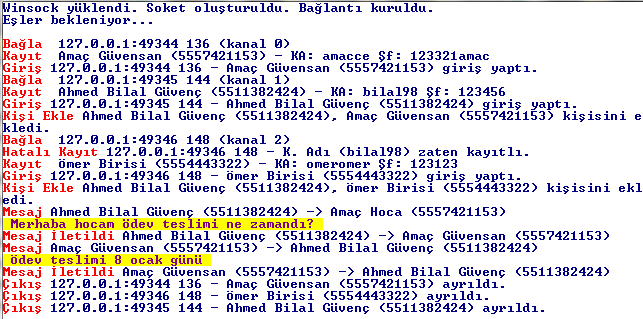 Winsock yüklendi. Soket oluşturuldu. Bağlantı kuruldu.
Eşler bekleniyor...
Bağla 127.0.0.1:49344 136 (kanal 0)
Kayıt Amaç Güvensan (5557421153) - KA: amacce Şf: 123321amac
Giriş 127.0.0.1:49344 136 - Amaç Güvensan (5557421153) giriş yaptı.
Bağla 127.0.0.1:49345 144 (kanal 1)
Kayıt Ahmed Bilal Güvenç (5511382424) - KA: bilal98 Şf: 123456
Giriş 127.0.0.1:49345 144 - Ahmed Bilal Güvenç (5511382424) giriş yaptı.
Kişi Ekle Ahmed Bilal Güvenç (5511382424), Amaç Güvensan (5557421153) kişisini e
kledi.
Bağla 127.0.0.1:49346 148 (kanal 2)
Hatalı Kayıt 127.0.0.1:49346 148 - K. Adı (bilal98) zaten kayıtlı.
Kayıt Ömer Birisi (5554443322) - KA: omeromer Şf: 123123
Giriş 127.0.0.1:49346 148 - Ömer Birisi (5554443322) giriş yaptı.
Kişi Ekle Ahmed Bilal Güvenç (5511382424), Ömer Birisi (5554443322) kişisini ekl
edi.
Mesaj Ahmed Bilal Güvenç (5511382424) -> Amaç Hoca (5557421153)
Merhaba hocam ödev teslimi ne zamandı?
Mesaj İletildi Ahmed Bilal Güvenç (5511382424) -> Amaç Güvensan (5557421153)
Mesaj Amaç Güvensan (5557421153) -> Ahmed Bilal Güvenç (5511382424)
Ödev teslimi 8 ocak günü
Mesaj İletildi Amaç Güvensan (5557421153) -> Ahmed Bilal Güvenç (5511382424)
Çıkış 127.0.0.1:49344 136 - Amaç Güvensan (5557421153) ayrıldı.
Çıkış 127.0.0.1:49346 148 - Ömer Birisi (5554443322) ayrıldı.
Çıkış 127.0.0.1:49345 144 - Ahmed Bilal Güvenç (5511382424) ayrıldı.